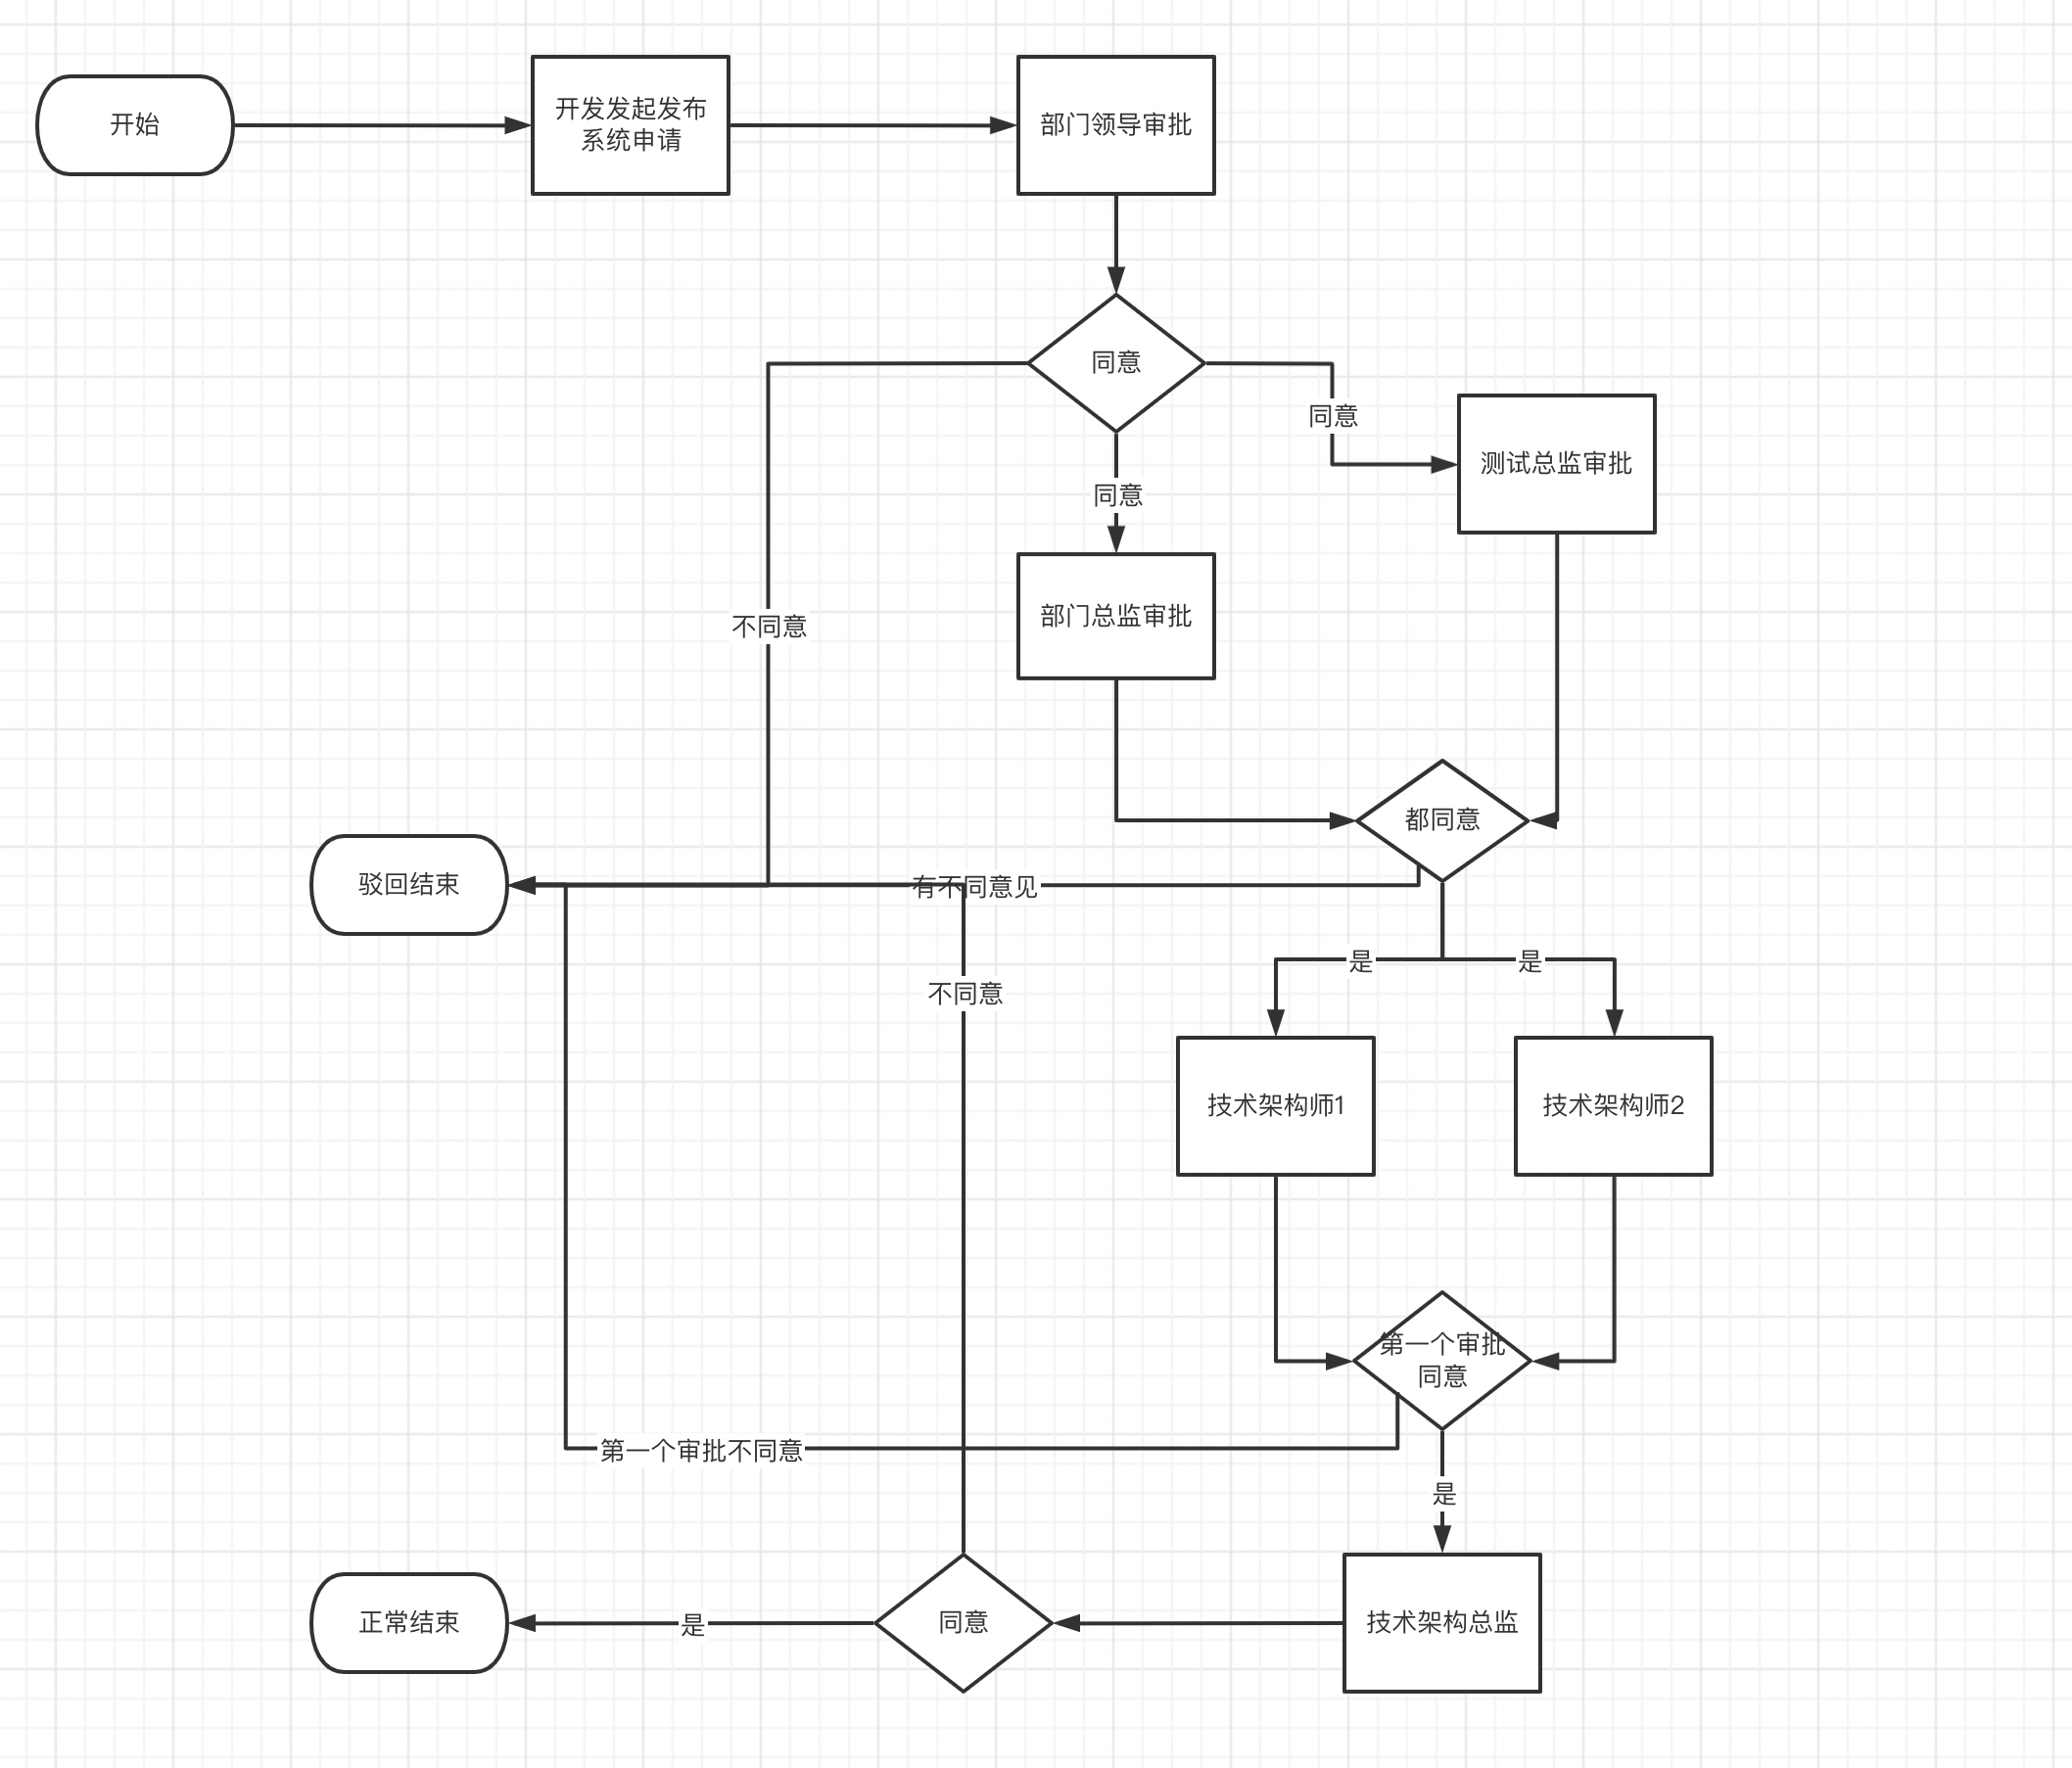 开始
开发发起发布
系统申请
部门领导审批
同意
同意
测试总监审批
同意
部门总监审批
不同意
都同意
驳回结束
有不同意见
是
是
不同意
技术架构师1
技术架构师2
第一个审批
同意
第一个审批不同意
是
正常结束
是
同意
技术架构总监